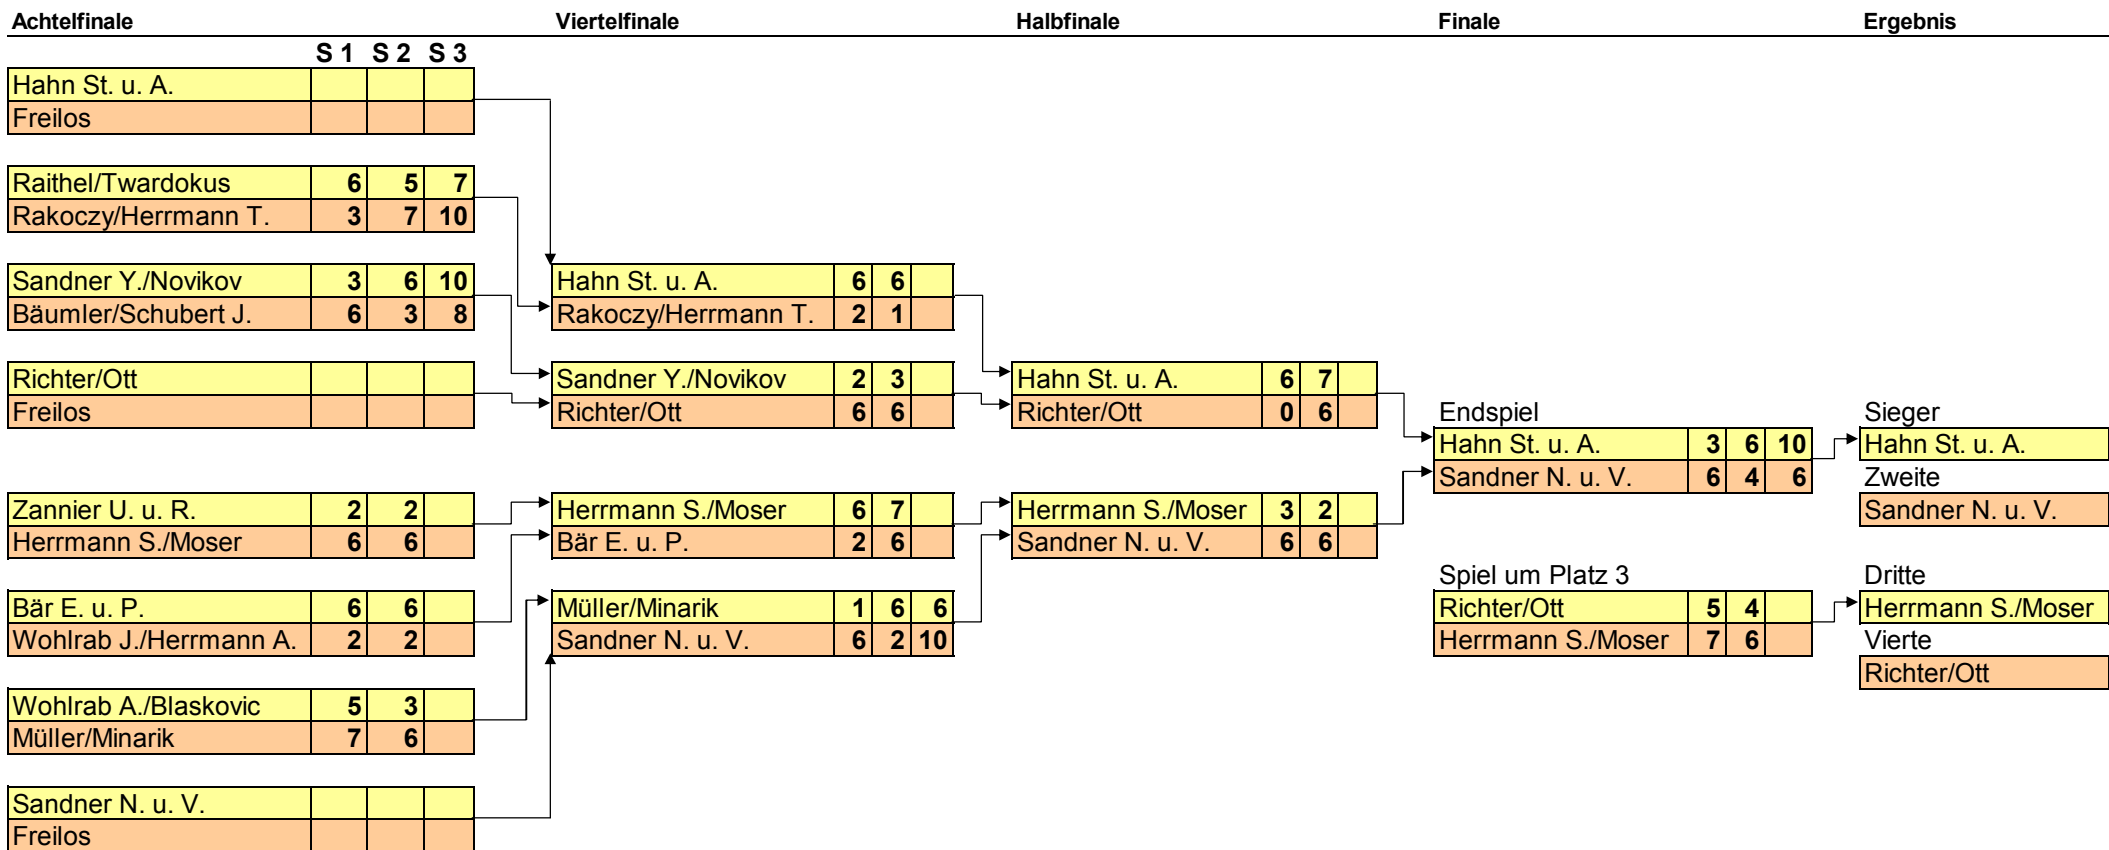 Achtelfinale Viertelfinale Halbfinale Finale Ergebnis
S 1 S 2 S 3
Hahn St. u. A.
Freilos
Raithel/Twardokus 6 5 7
Rakoczy/Herrmann T. 3 7 10
Sandner Y./Novikov 3 6 10
Bäumler/Schubert J. 6 3 8
Richter/Ott
Freilos
Zannier U. u. R. 2 2
Herrmann S./Moser 6 6
Bär E. u. P. 6 6
Wohlrab J./Herrmann A. 2 2
Wohlrab A./Blaskovic 5 3
Müller/Minarik 7 6
Sandner N. u. V.
Freilos
Hahn St. u. A. 6 6
Rakoczy/Herrmann T. 2 1
Sandner Y./Novikov 2 3
Richter/Ott 6 6
Herrmann S./Moser 6 7
Bär E. u. P. 2 6
Müller/Minarik 1 6 6
Sandner N. u. V. 6 2 10
Hahn St. u. A. 6 7
Richter/Ott 0 6
Herrmann S./Moser 3 2
Sandner N. u. V. 6 6
Endspiel
Hahn St. u. A. 3 6 10
Sandner N. u. V. 6 4 6
Spiel um Platz 3
Richter/Ott 5 4
Herrmann S./Moser 7 6
Sieger
Hahn St. u. A.
Zweite
Sandner N. u. V.
Dritte
Herrmann S./Moser
Vierte
Richter/Ott